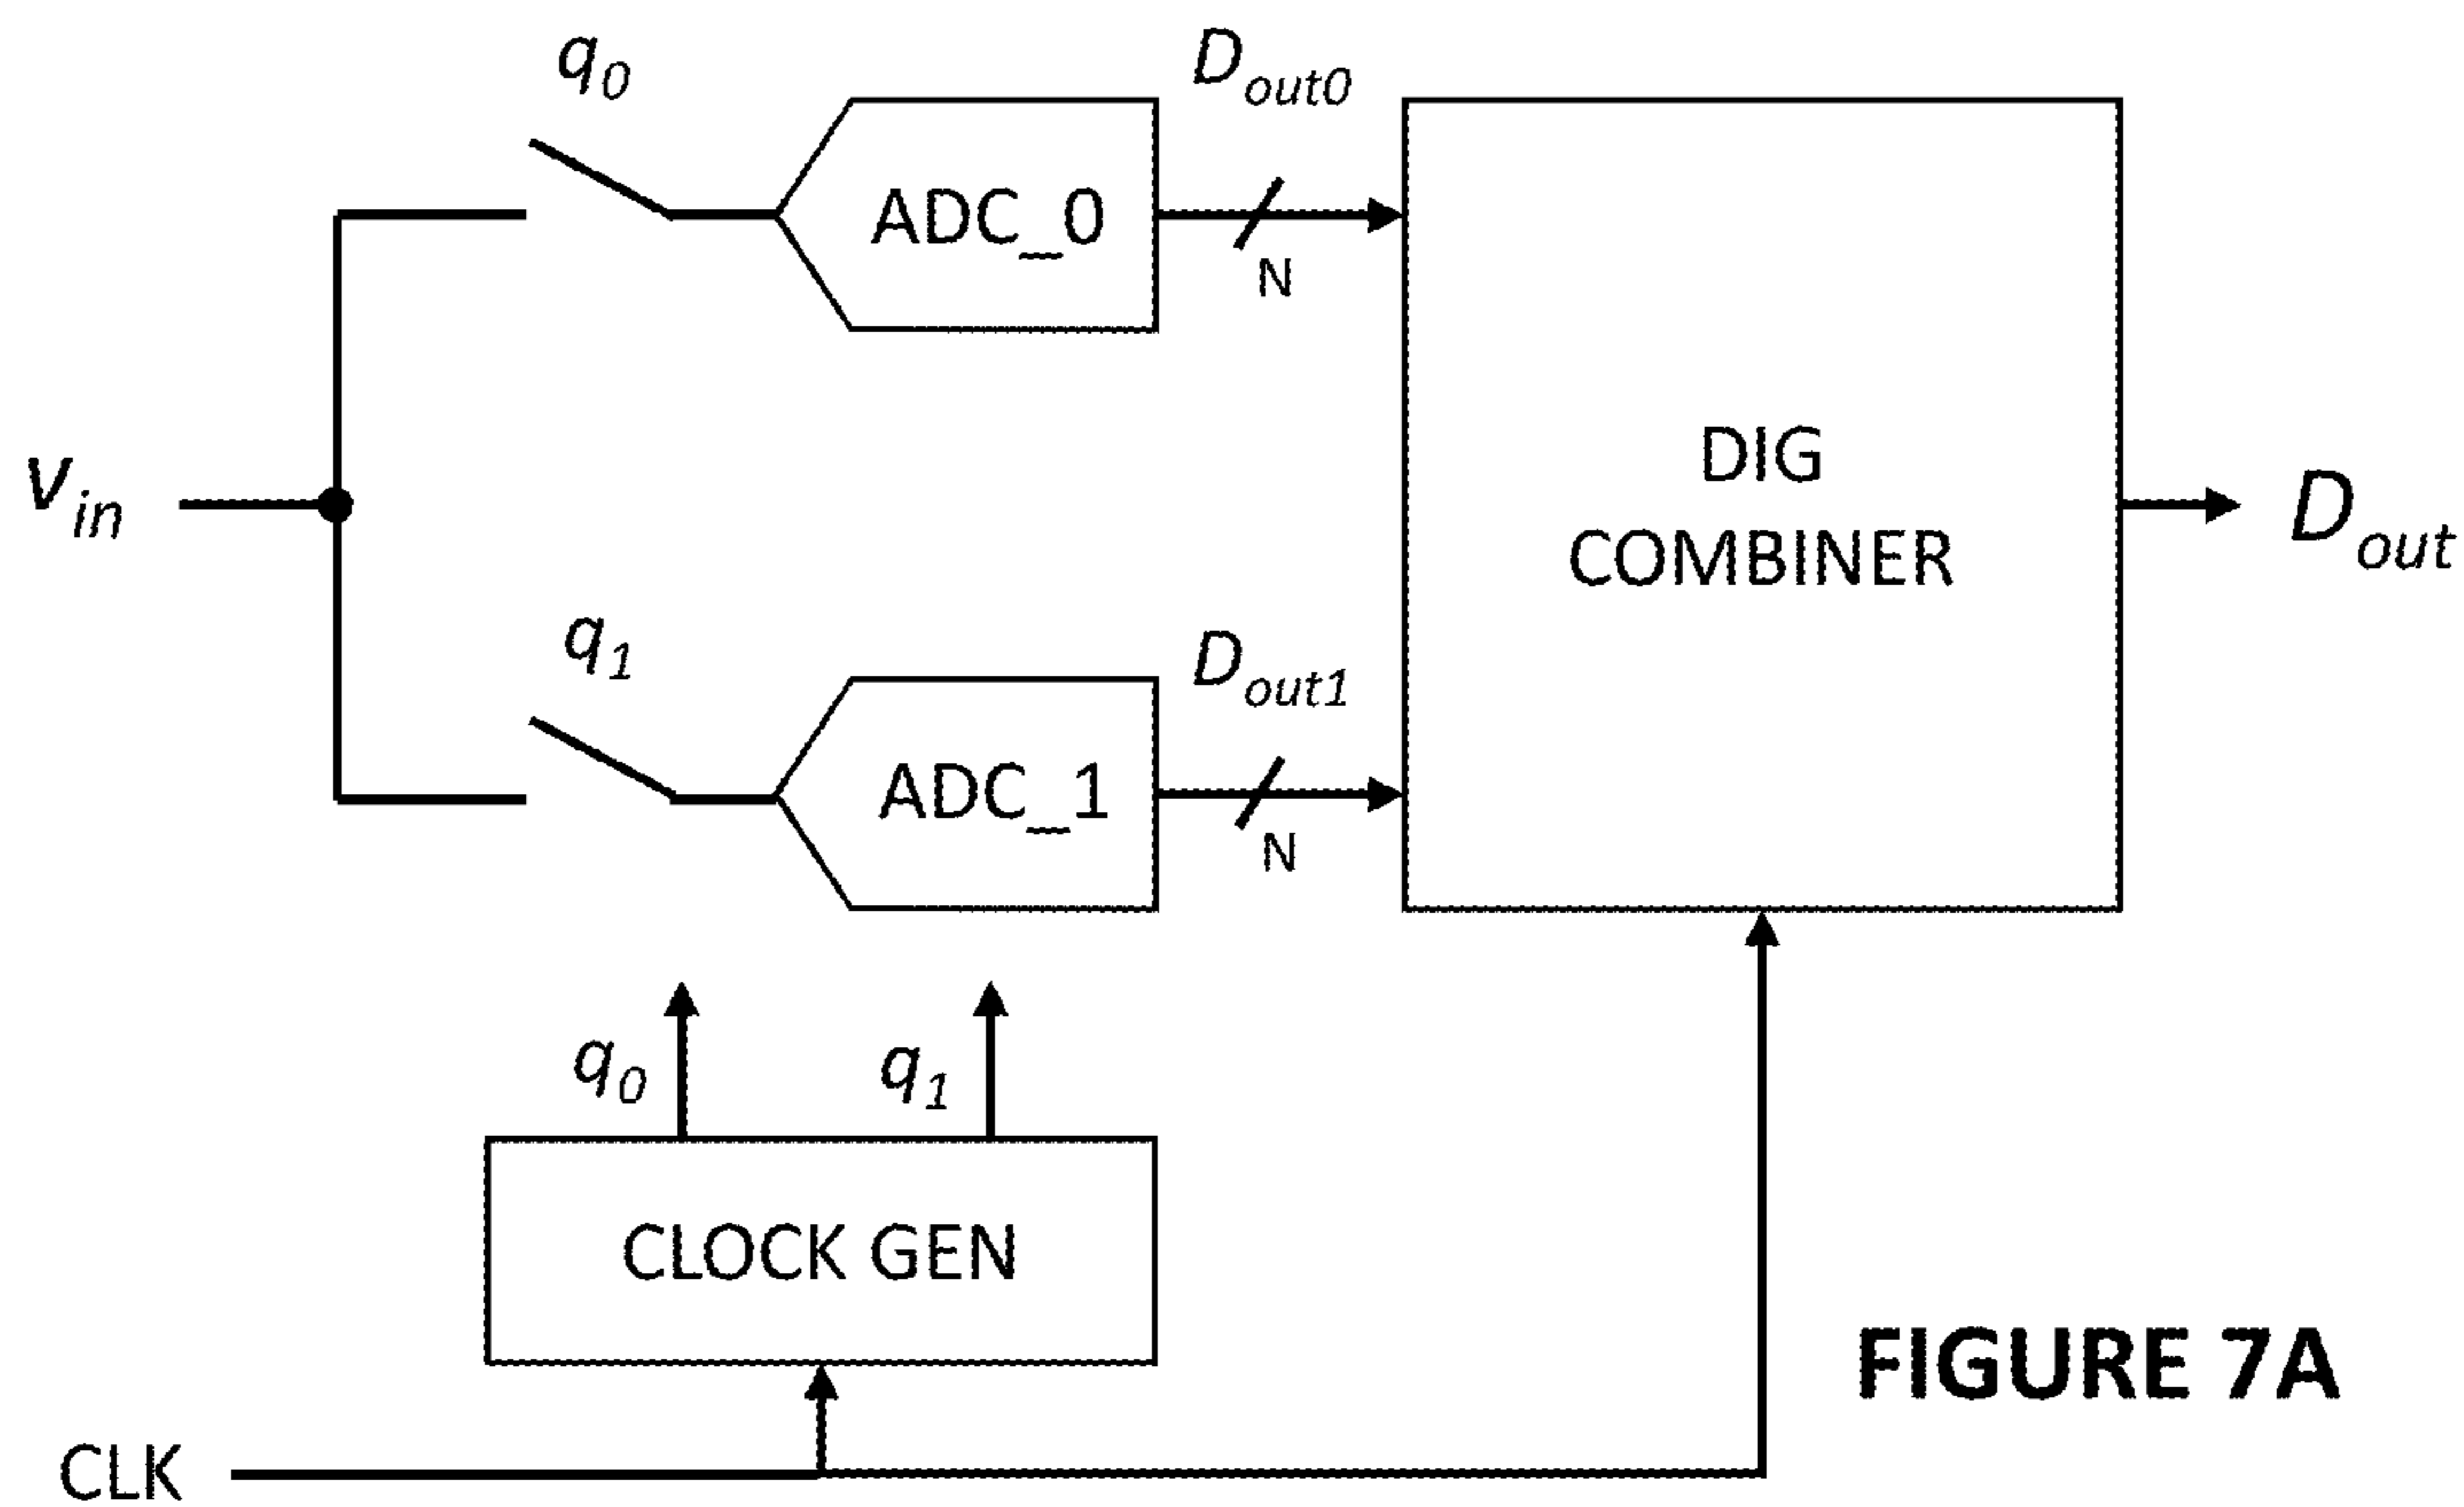 q0
Dout0
ADC_0
N
Vin
DIG
COMBINER
Dout
q1
Dout1
ADC_1
N
q0
q1
CLOCK GEN
FIGURE 7A
CLK